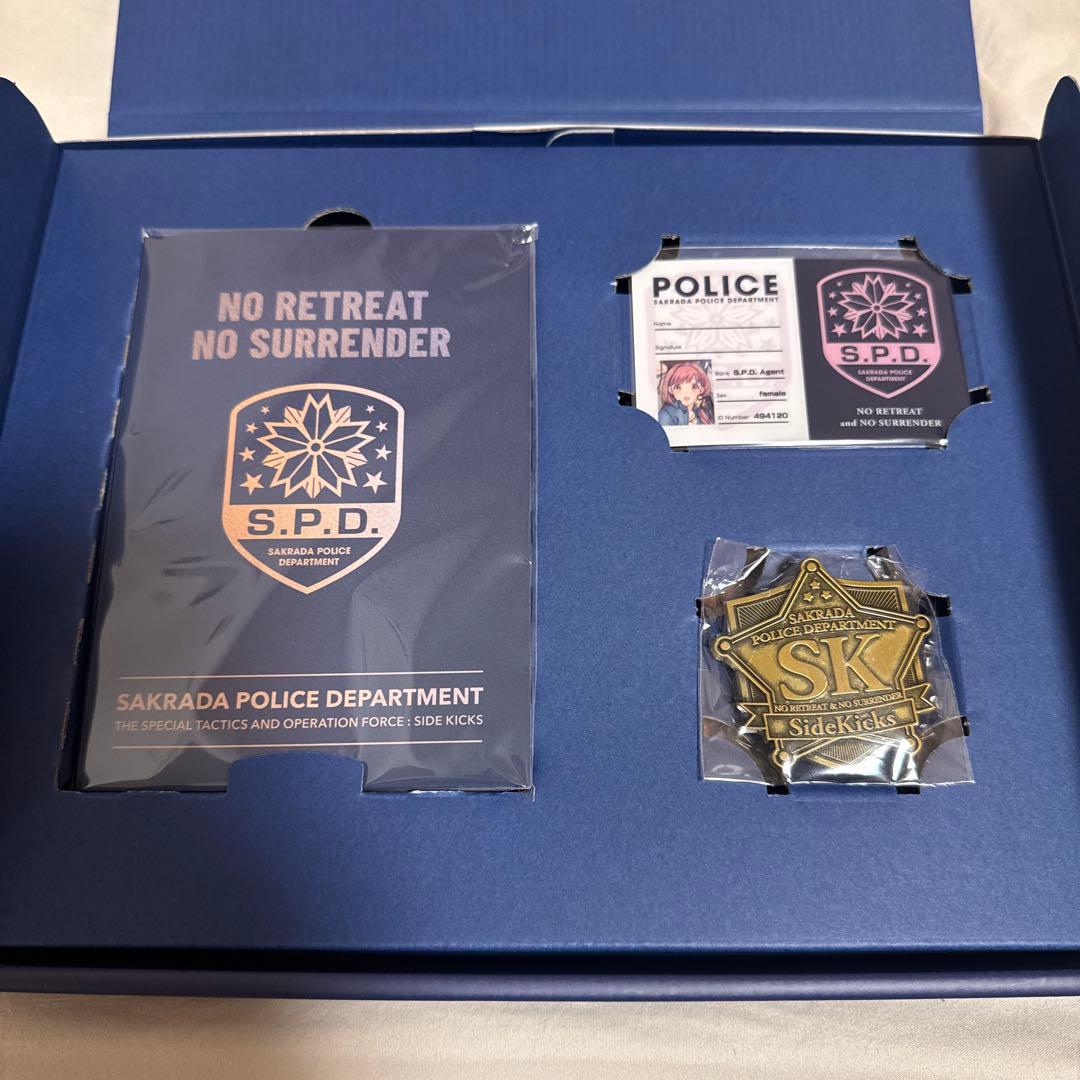 NO RETREAT
NO SURRENDER
S.P.D.
SAKRADA POLICE
DEPARTMENT
SAKRADA POLICE DEPARTMENT
THE SPECIAL TACTICS AND OPERATION FORCE : SIDE KICKS
POLICE
SAKRADA POLICE DEPARTMENT
Name
Signature
Rank S.P.D. Agent
Sex female
ID Number 494120
S.P.D.
SAKRADA POLICE
DEPARTMENT
NO RETREAT
and NO SURRENDER
SAKRADA
POLICE DEPARTMENT
SK
NO RETREAT & NO SURRENDER
SideKicks